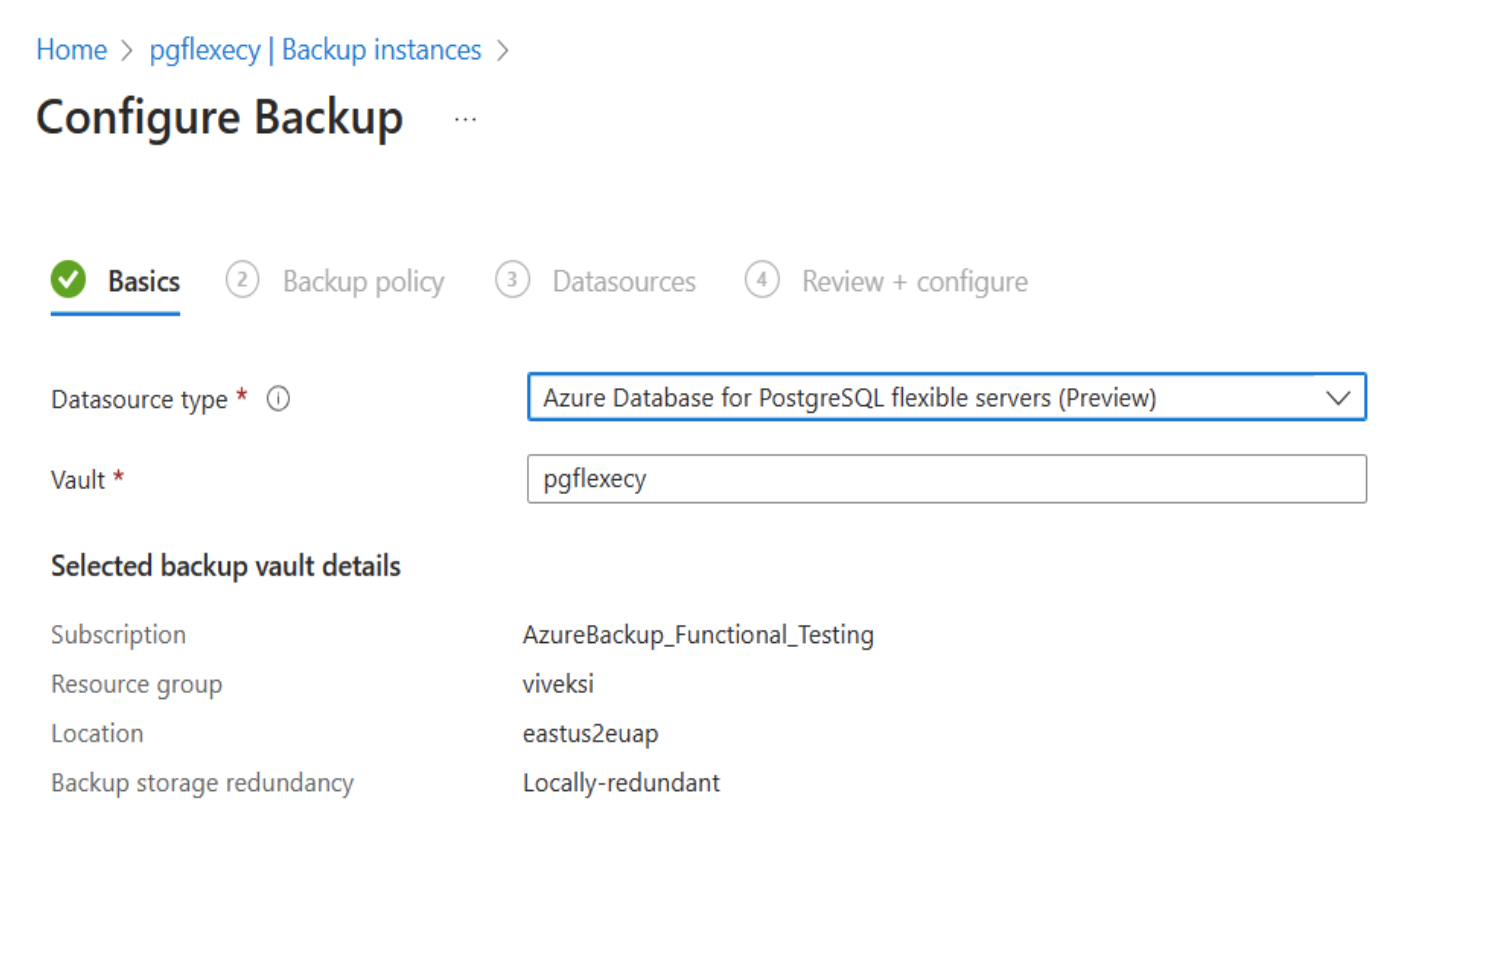 Home > pgflexecy | Backup instances >
Configure Backup ...
Basics 2 Backup policy 3 Datasources 4 Review + configure
Datasource type * i Azure Database for PostgreSQL flexible servers (Preview)
Vault * pgflexecy
Selected backup vault details
Subscription AzureBackup_Functional_Testing
Resource group viveksi
Location eastus2euap
Backup storage redundancy Locally-redundant